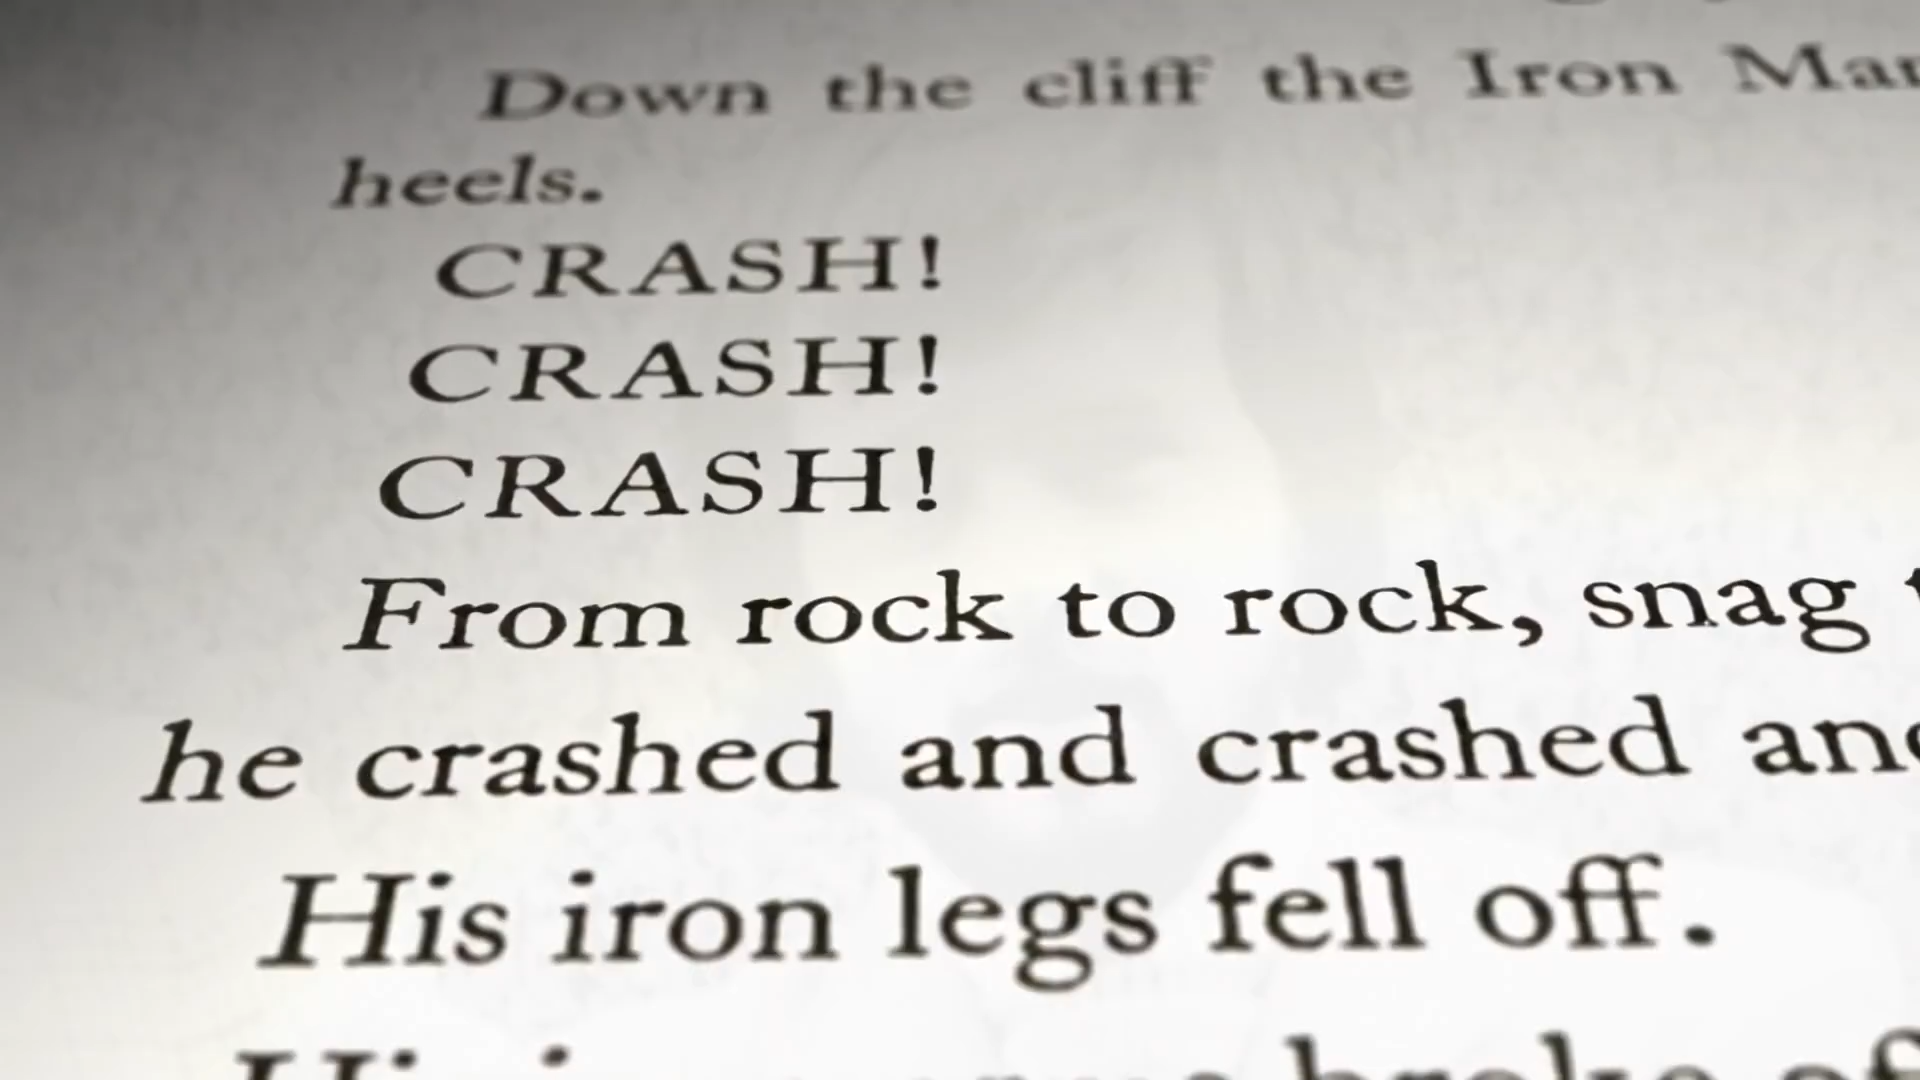 Down the cliff the Iron
heels.
CRASH!
CRASH!
CRASH!
From rock to rock, snag
he crashed and crashed
His iron legs fell off.